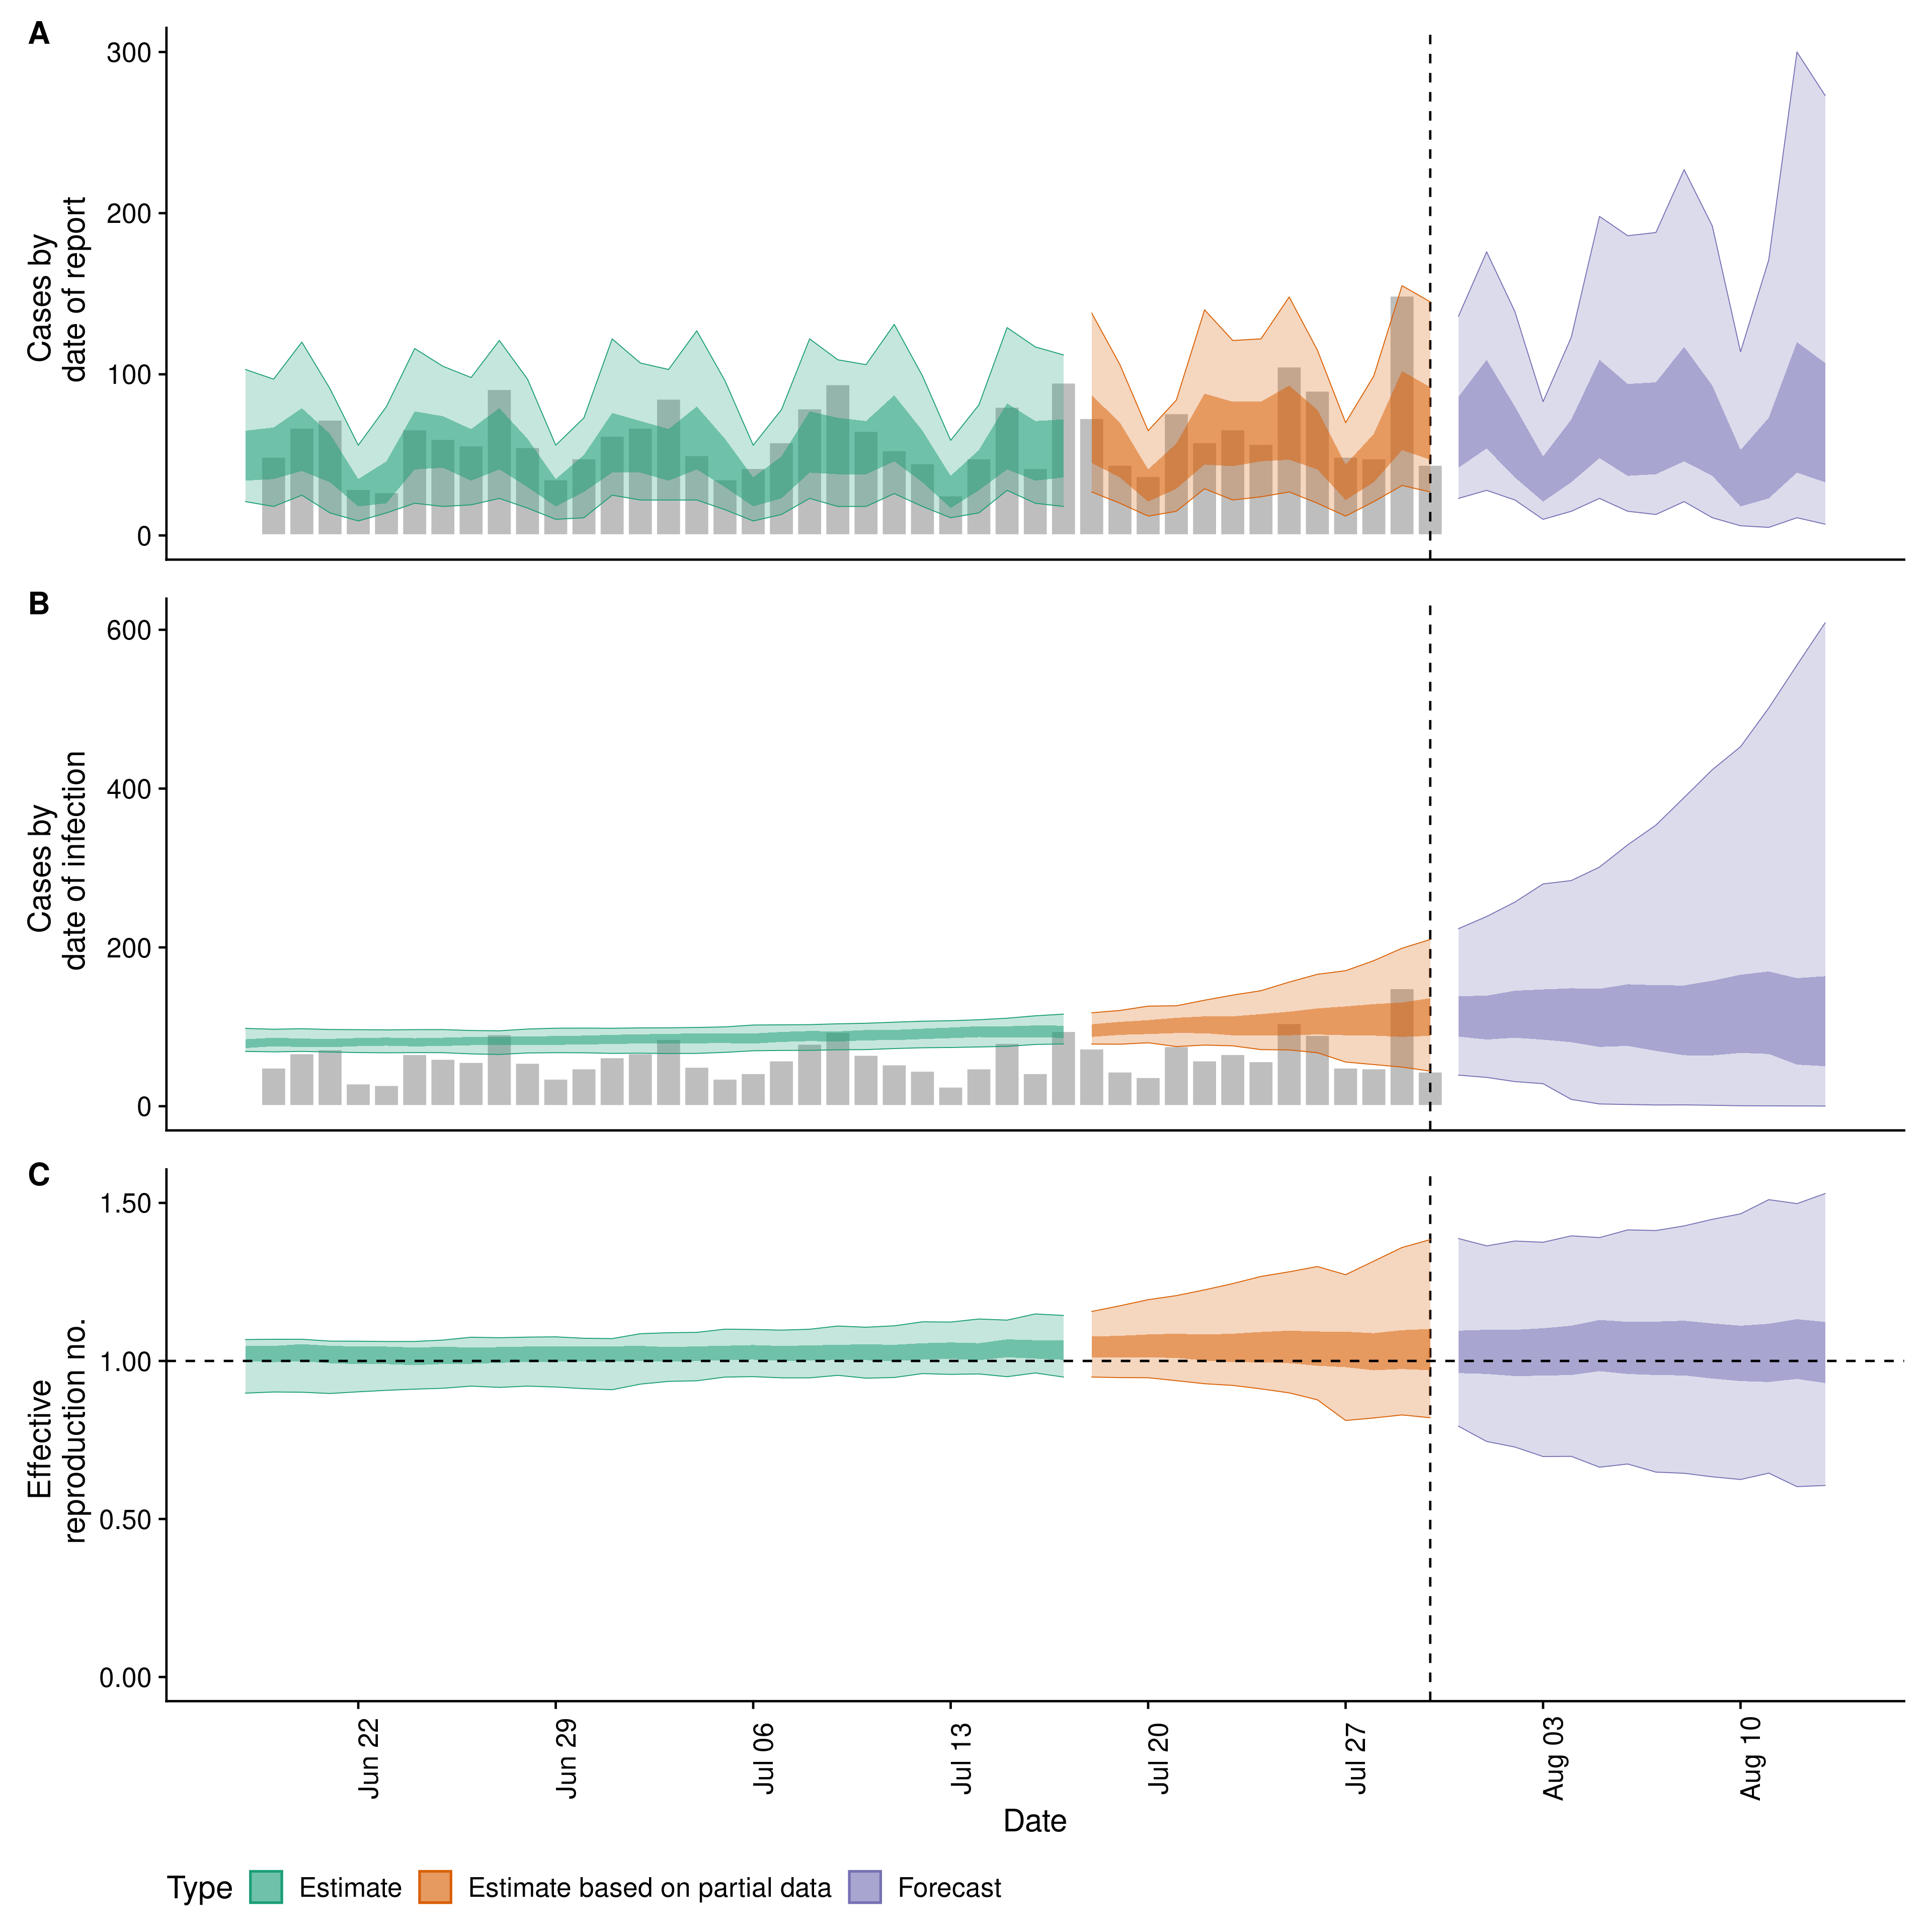 A
Cases by
date of report
300
200
100
0
B
Cases by
date of infection
600
400
200
0
C
Effective
reproduction no.
1.50
1.00
0.50
0.00
Jun 22
Jun 29
Jul 06
Jul 13
Jul 20
Jul 27
Aug 03
Aug 10
Date
Type Estimate Estimate based on partial data Forecast